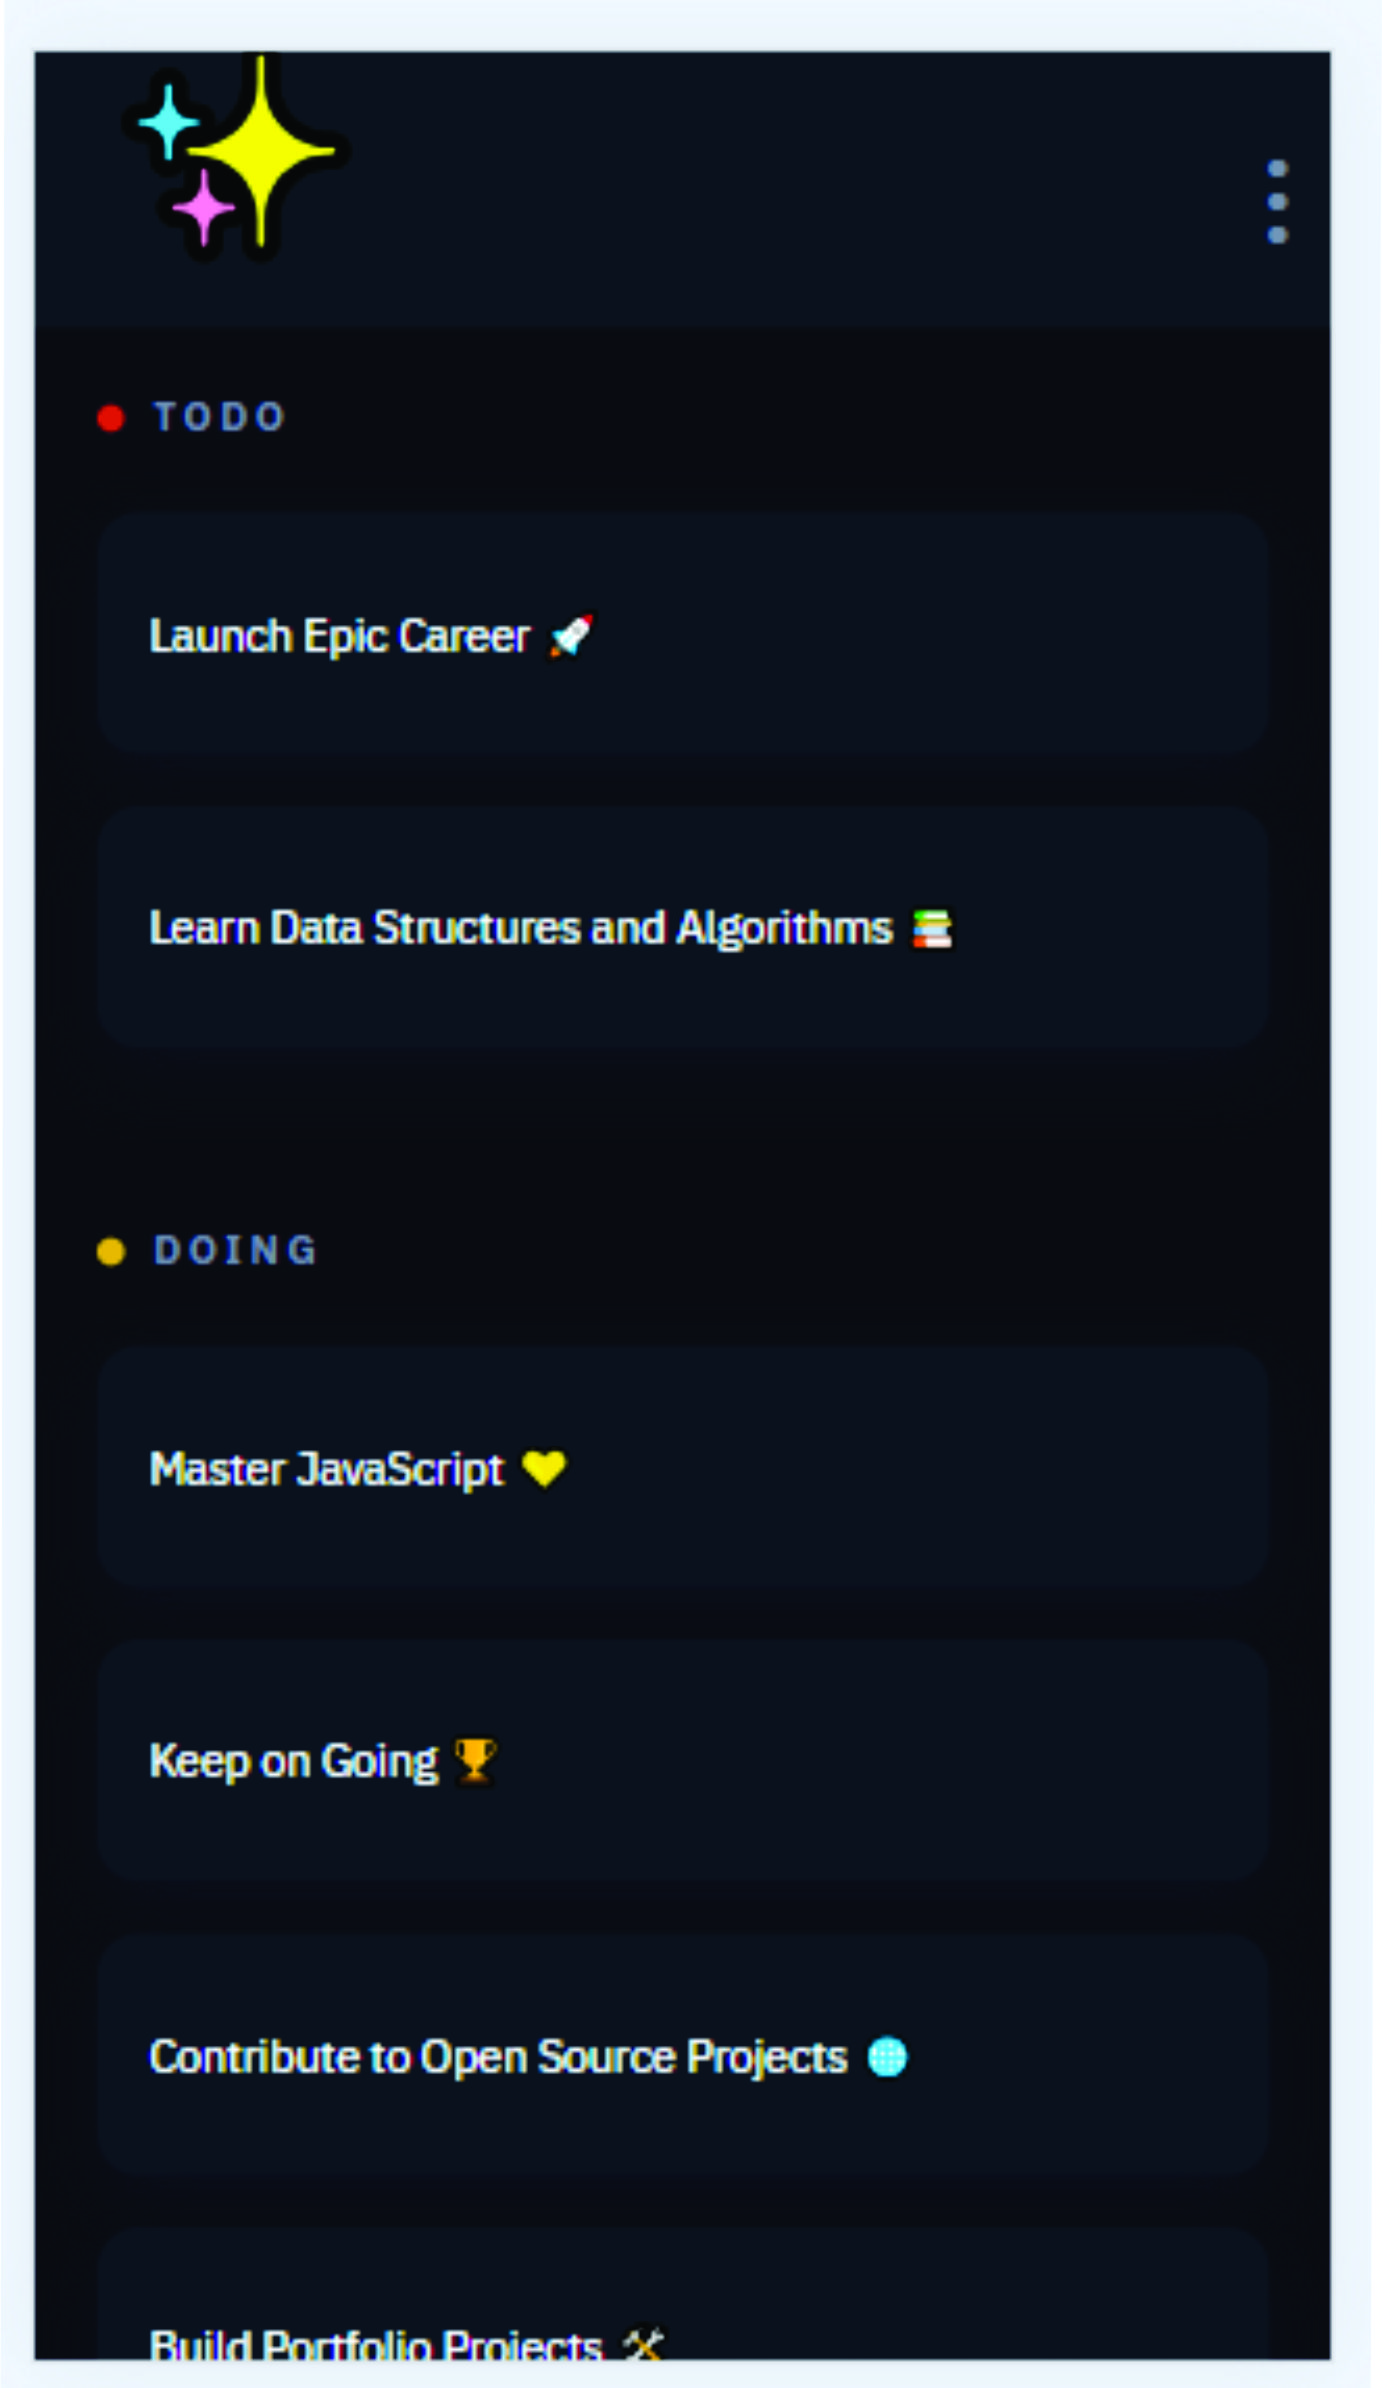 TODO
Launch Epic Career 🚀
Learn Data Structures and Algorithms 📚
DOING
Master JavaScript 💛
Keep on Going 🏆
Contribute to Open Source Projects 🌐
Build Portfolio Projects 🛠️